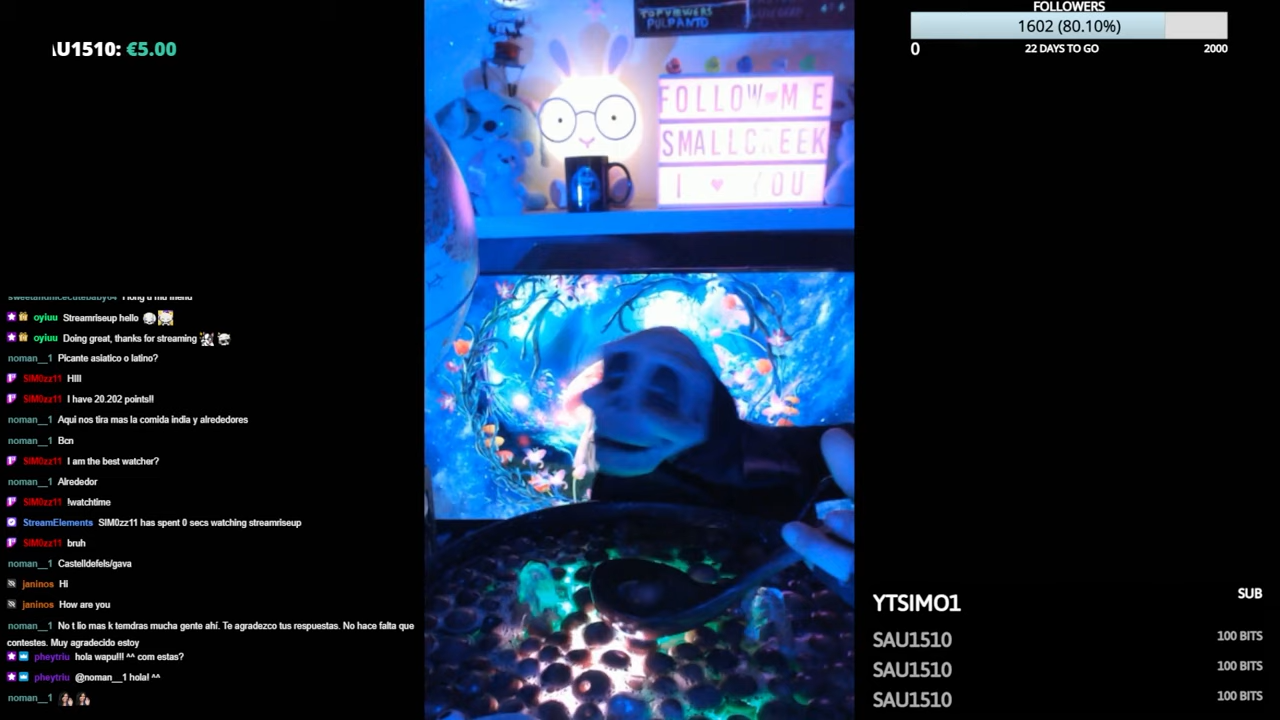 AU1510: €5.00
FOLLOWERS
1602 (80.10%)
0 22 DAYS TO GO 2000
TOPVIEWERS
PULPANTO
FOLLOW♥ME
SMALLCREEK
I ♥ YOU
oyiuu Streamriseup hello
oyiuu Doing great, thanks for streaming
noman__1 Picante asiatico o latino?
SIM0zz11 HIII
SIM0zz11 I have 20.202 points!!
noman__1 Aqui nos tira mas la comida india y alrededores
noman__1 Bcn
SIM0zz11 I am the best watcher?
noman__1 Alrededor
SIM0zz11 !watchtime
StreamElements SIM0zz11 has spent 0 secs watching streamriseup
SIM0zz11 bruh
noman__1 Castelldefels/gava
janinos Hi
janinos How are you
noman__1 No t lio mas k temdras mucha gente ahí. Te agradezco tus respuestas. No hace falta que
contestes. Muy agradecido estoy
pheytriu hola wapu!!! ^^ com estas?
pheytriu @noman__1 hola! ^^
noman__1
YTSIMO1 SUB
SAU1510 100 BITS
SAU1510 100 BITS
SAU1510 100 BITS